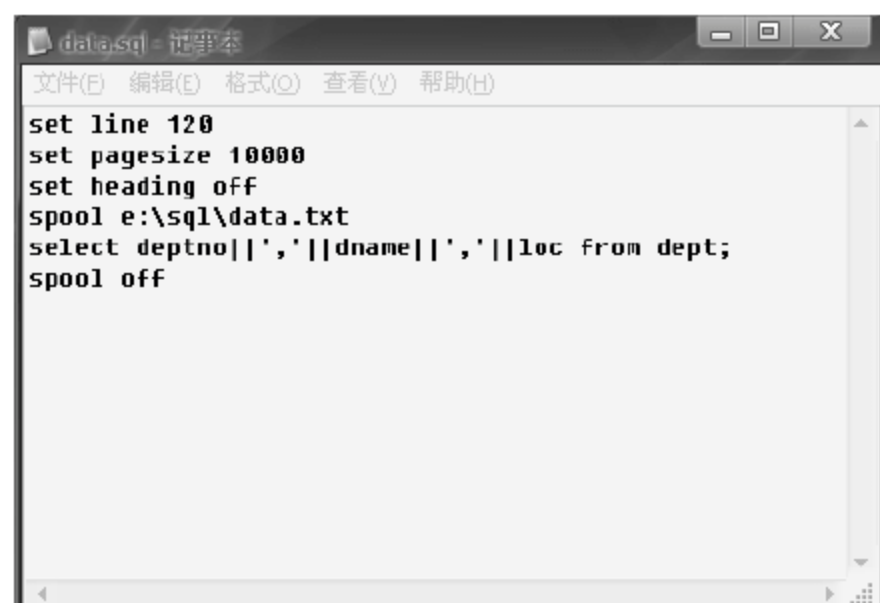 data.sql - 记事本
文件(F) 编辑(E) 格式(O) 查看(V) 帮助(H)
set line 120
set pagesize 10000
set heading off
spool e:\sql\data.txt
select deptno||','||dname||','||loc from dept;
spool off